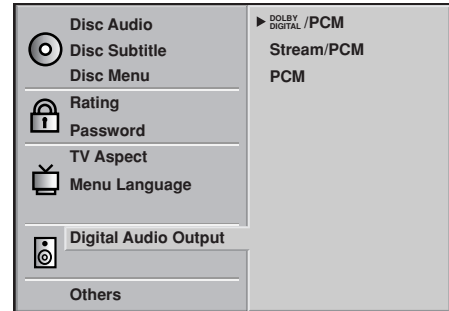 Disc Audio
Disc Subtitle
Disc Menu
Rating
Password
TV Aspect
Menu Language
Digital Audio Output
Others
DOLBY DIGITAL /PCM
Stream/PCM
PCM